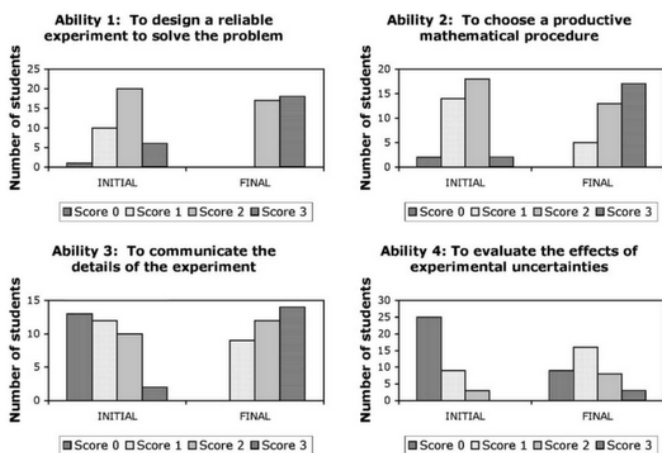 Ability 1: To design a reliable
experiment to solve the problem
Number of students
25
20
15
10
5
0
INITIAL FINAL
Score 0 Score 1 Score 2 Score 3
Ability 2: To choose a productive
mathematical procedure
Number of students
20
15
10
5
0
INITIAL FINAL
Score 0 Score 1 Score 2 Score 3
Ability 3: To communicate the
details of the experiment
Number of students
15
10
5
0
INITIAL FINAL
Score 0 Score 1 Score 2 Score 3
Ability 4: To evaluate the effects of
experimental uncertainties
Number of students
30
25
20
15
10
5
0
INITIAL FINAL
Score 0 Score 1 Score 2 Score 3